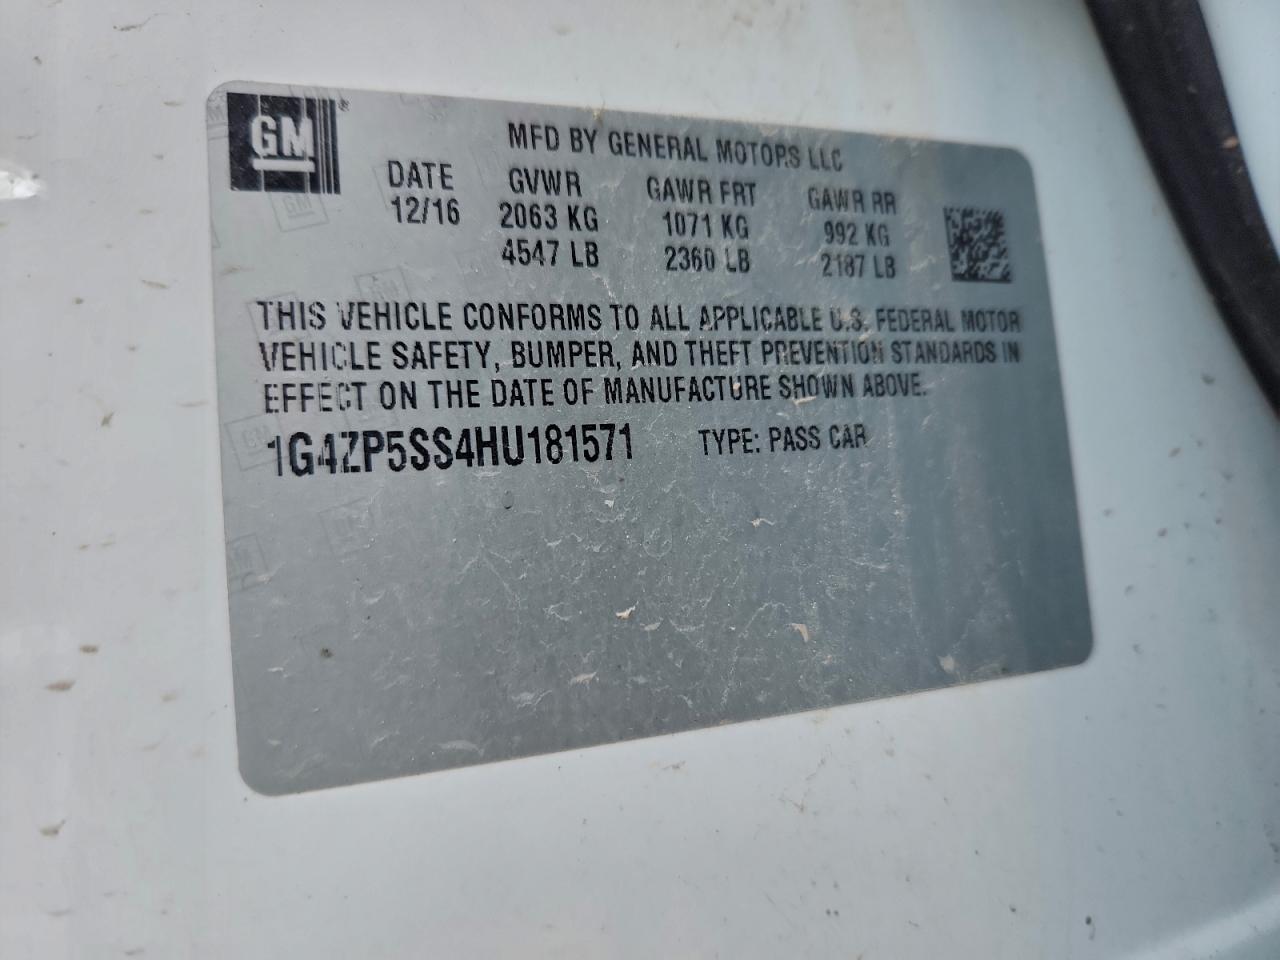 GM
MFD BY GENERAL MOTORS LLC
DATE GVWR GAWR FRT GAWR RR
12/16 2063 KG 1071 KG 992 KG
4547 LB 2360 LB 2187 LB
THIS VEHICLE CONFORMS TO ALL APPLICABLE U.S. FEDERAL MOTOR
VEHICLE SAFETY, BUMPER, AND THEFT PREVENTION STANDARDS IN
EFFECT ON THE DATE OF MANUFACTURE SHOWN ABOVE.
1G4ZP5SS4HU181571 TYPE: PASS CAR